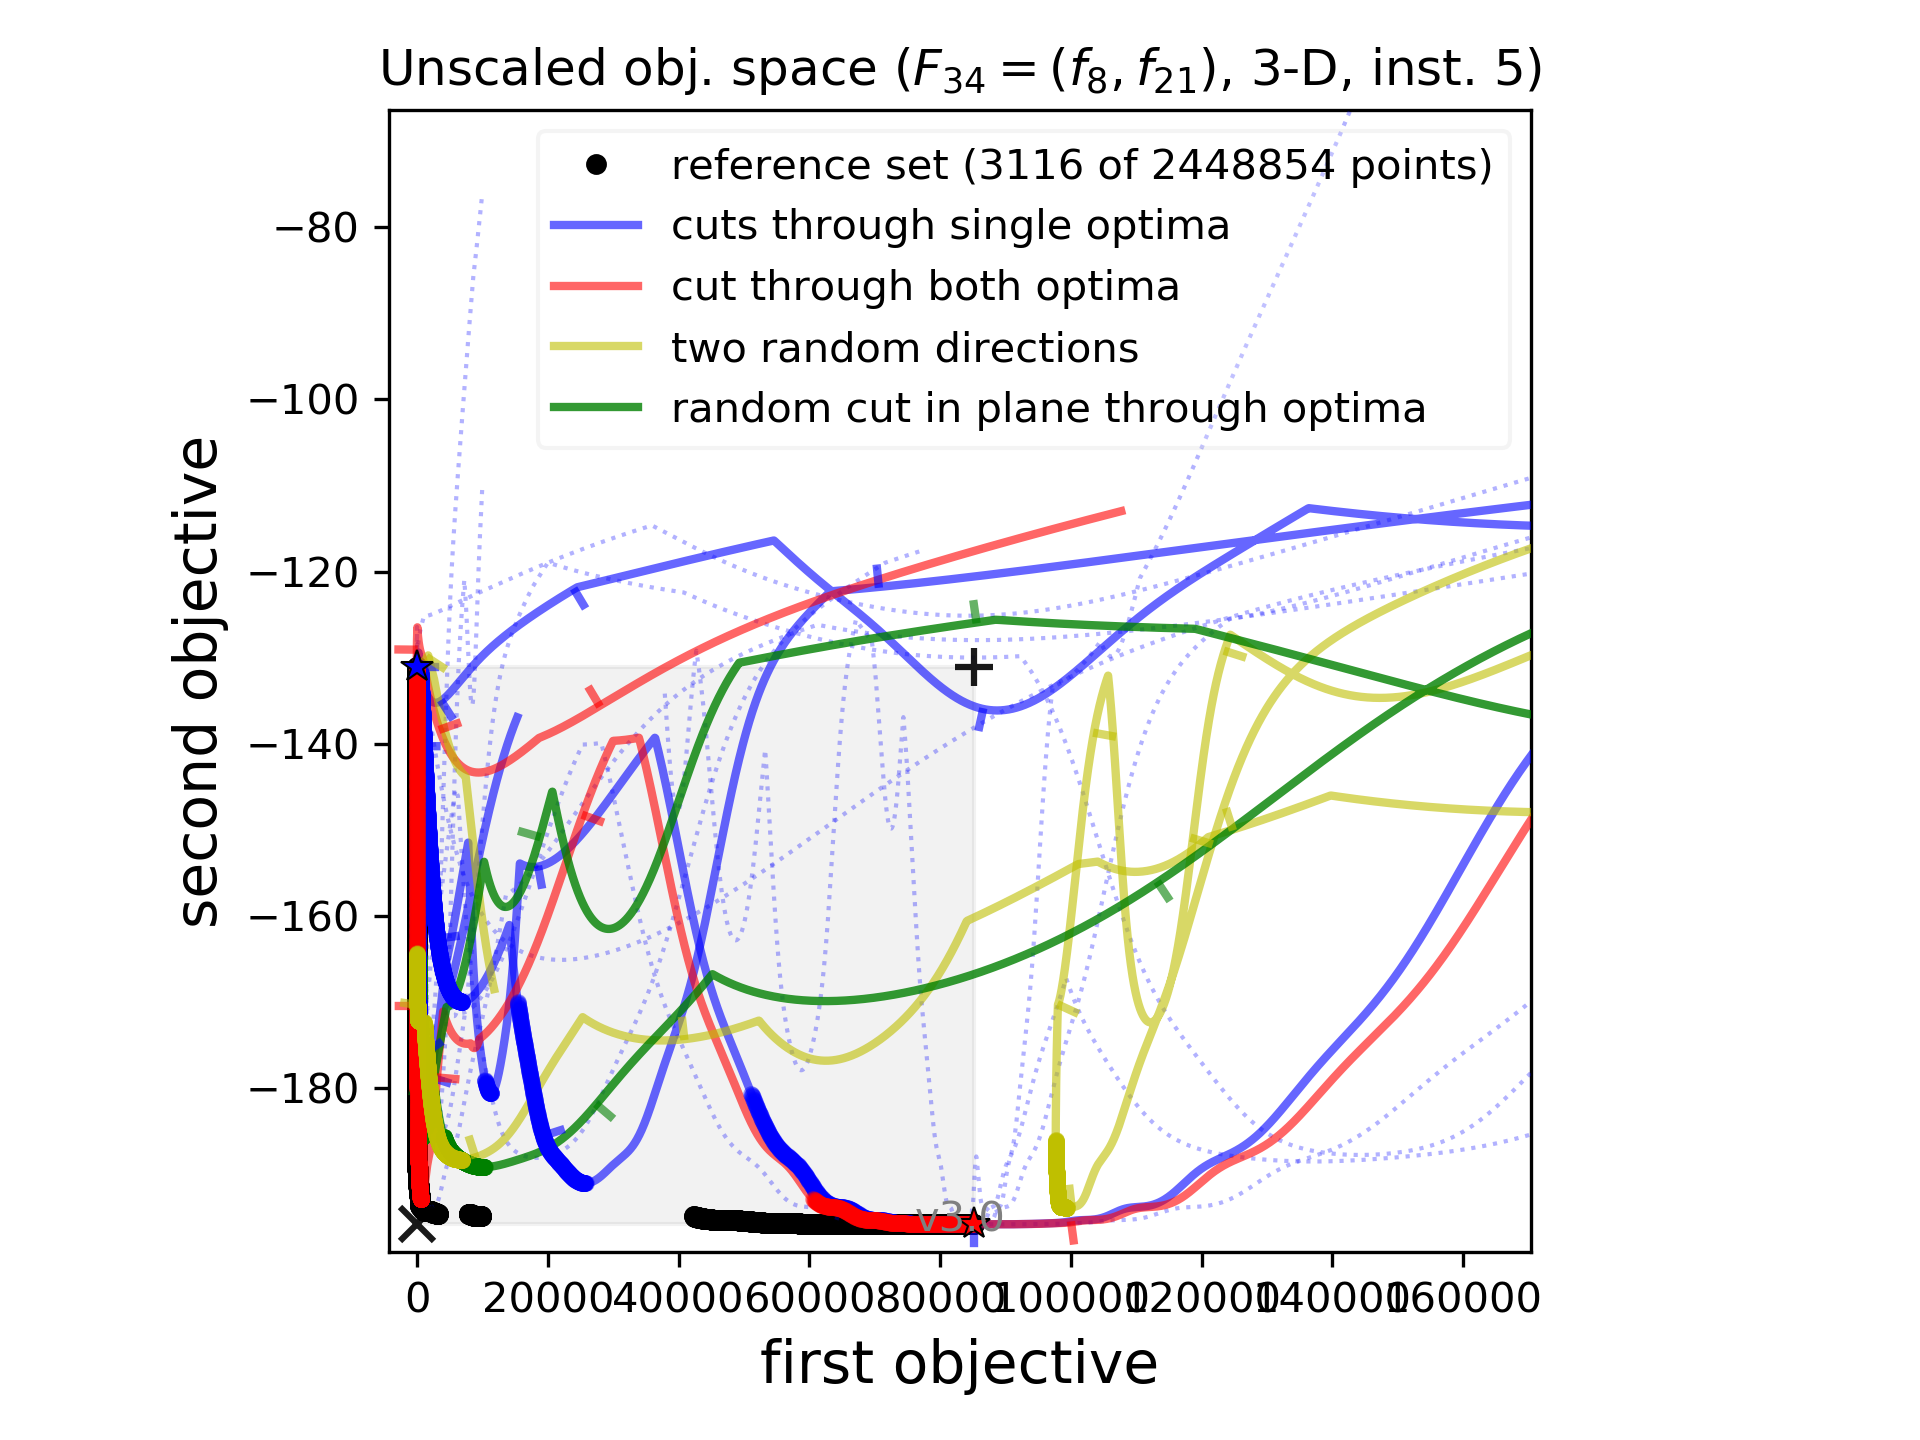 Unscaled obj. space (F34 = (f8, f21), 3-D, inst. 5)
reference set (3116 of 2448854 points)
cuts through single optima
cut through both optima
two random directions
random cut in plane through optima
second objective
−80
−100
−120
−140
−160
−180
v3.0
0 20000 40000 60000 80000 100000 120000 140000 160000
first objective